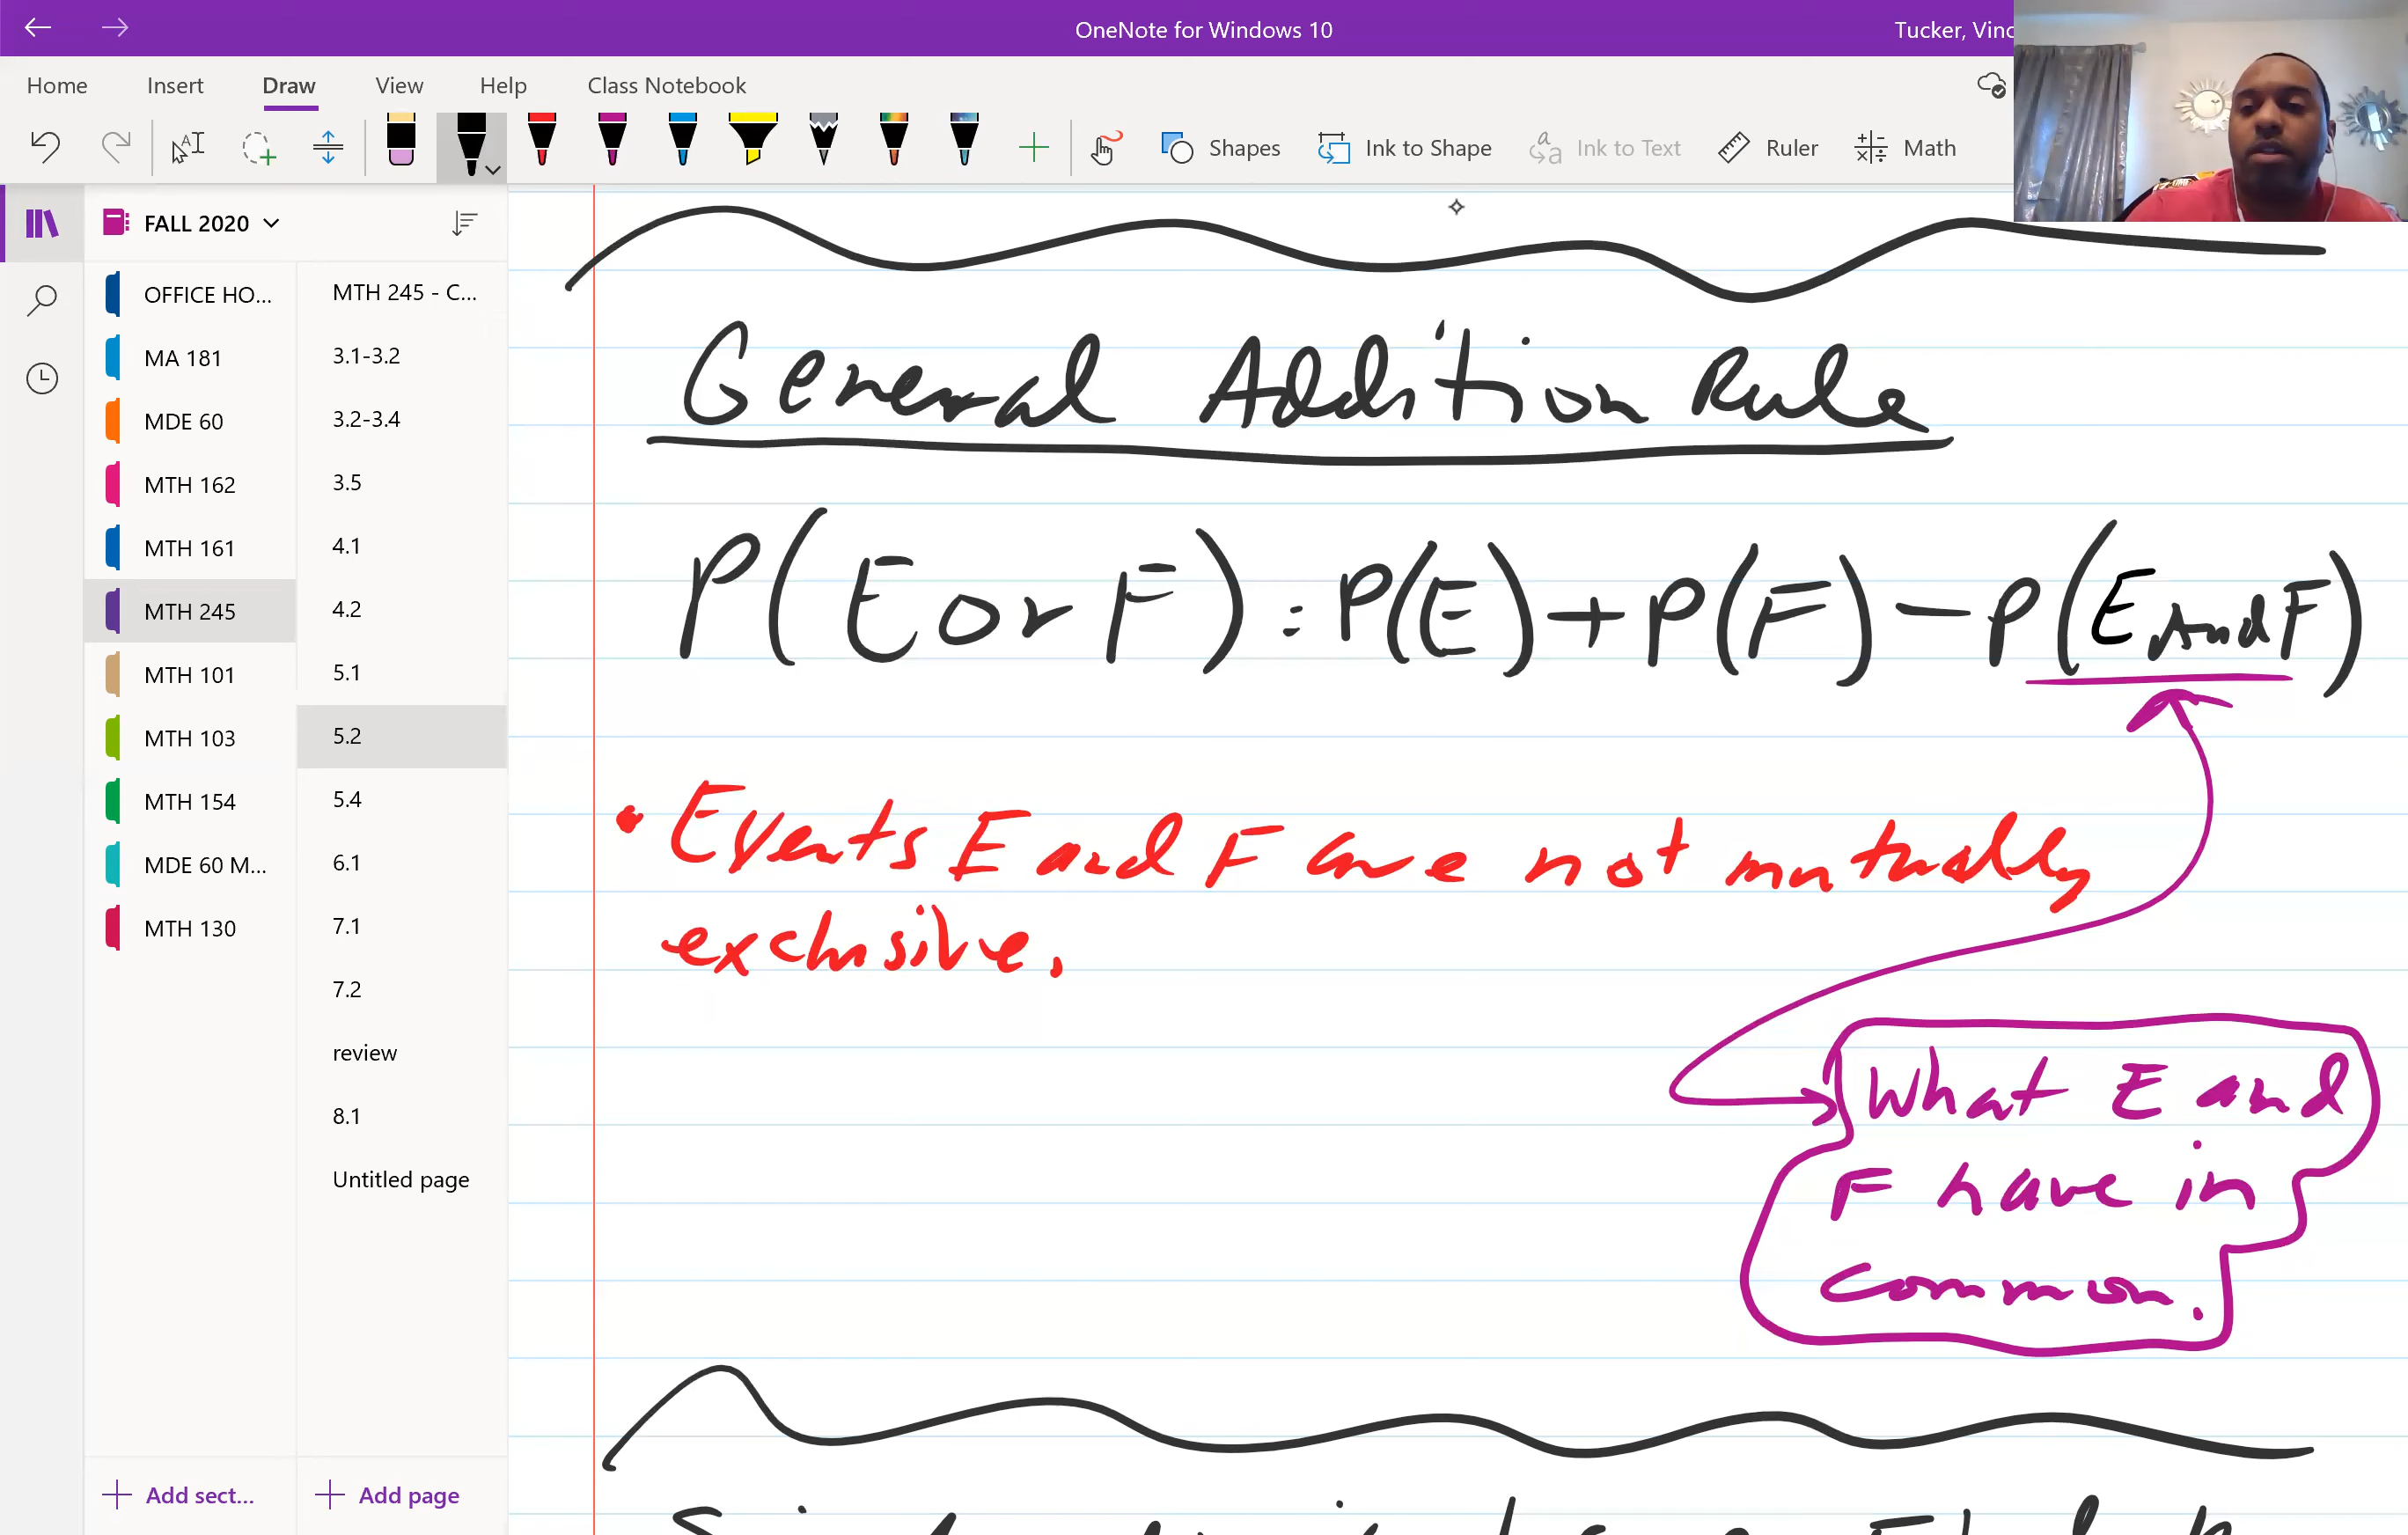 OneNote for Windows 10
Tucker, Vinc
Home Insert Draw View Help Class Notebook
Shapes Ink to Shape Ink to Text Ruler Math
FALL 2020
OFFICE HO...
MA 181
MDE 60
MTH 162
MTH 161
MTH 245
MTH 101
MTH 103
MTH 154
MDE 60 M...
MTH 130
Add sect...
MTH 245 - C...
3.1-3.2
3.2-3.4
3.5
4.1
4.2
5.1
5.2
5.4
6.1
7.1
7.2
review
8.1
Untitled page
Add page
General Addition Rule
P(E or F) = P(E) + P(F) - P(E And F)
• Events E and F are not mutually
exclusive.
What E and
F have in
common.